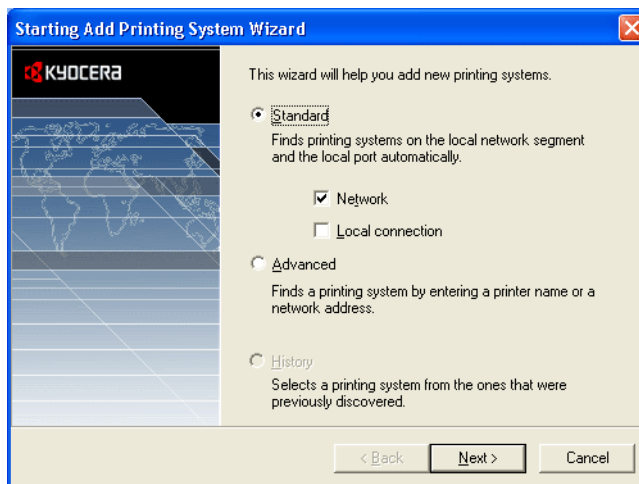 Starting Add Printing System Wizard
KYOCERA
This wizard will help you add new printing systems.
Standard
Finds printing systems on the local network segment
and the local port automatically.
Network
Local connection
Advanced
Finds a printing system by entering a printer name or a
network address.
History
Selects a printing system from the ones that were
previously discovered.
< Back
Next >
Cancel